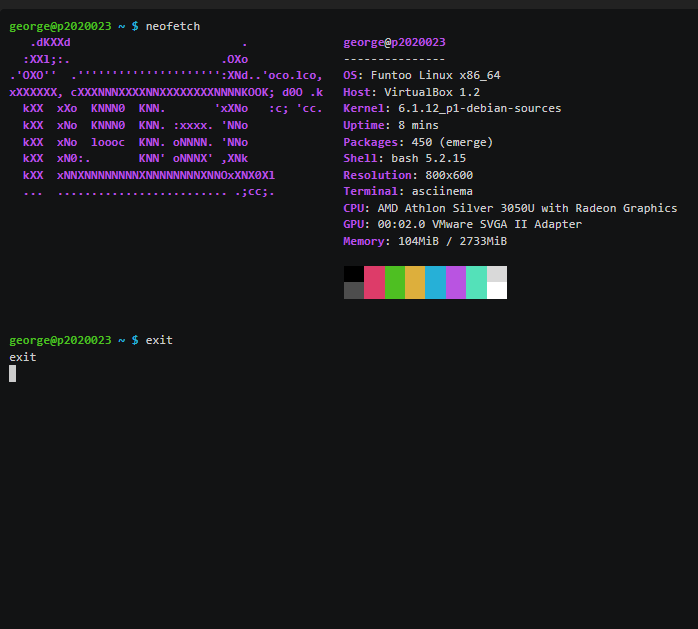 george@p2020023 ~ $ neofetch
   .dKXXd                         .
  :XXl;:.                      .OXo
.'OXO''  .''''''''''''''''''''':XNd..'oco.lco,
xXXXXXX, cXXXNNNXXXXNNXXXXXXXXNNNNKOOK; d0O .k
  kXX  xXo  KNNN0  KNN.       'xXNo   :c; 'cc.
  kXX  xNo  KNNN0  KNN. :xxxx. 'NNo
  kXX  xNo  loooc  KNN. oNNNN. 'NNo
  kXX  xN0:.       KNN' oNNNX' ,XNk
  kXX  xNNXNNNNNNNNXNNNNNNNNXNNOxXNX0Xl
  ...  ......................... .;cc;.
george@p2020023
---------------
OS: Funtoo Linux x86_64
Host: VirtualBox 1.2
Kernel: 6.1.12_p1-debian-sources
Uptime: 8 mins
Packages: 450 (emerge)
Shell: bash 5.2.15
Resolution: 800x600
Terminal: asciinema
CPU: AMD Athlon Silver 3050U with Radeon Graphics
GPU: 00:02.0 VMware SVGA II Adapter
Memory: 104MiB / 2733MiB
george@p2020023 ~ $ exit
exit